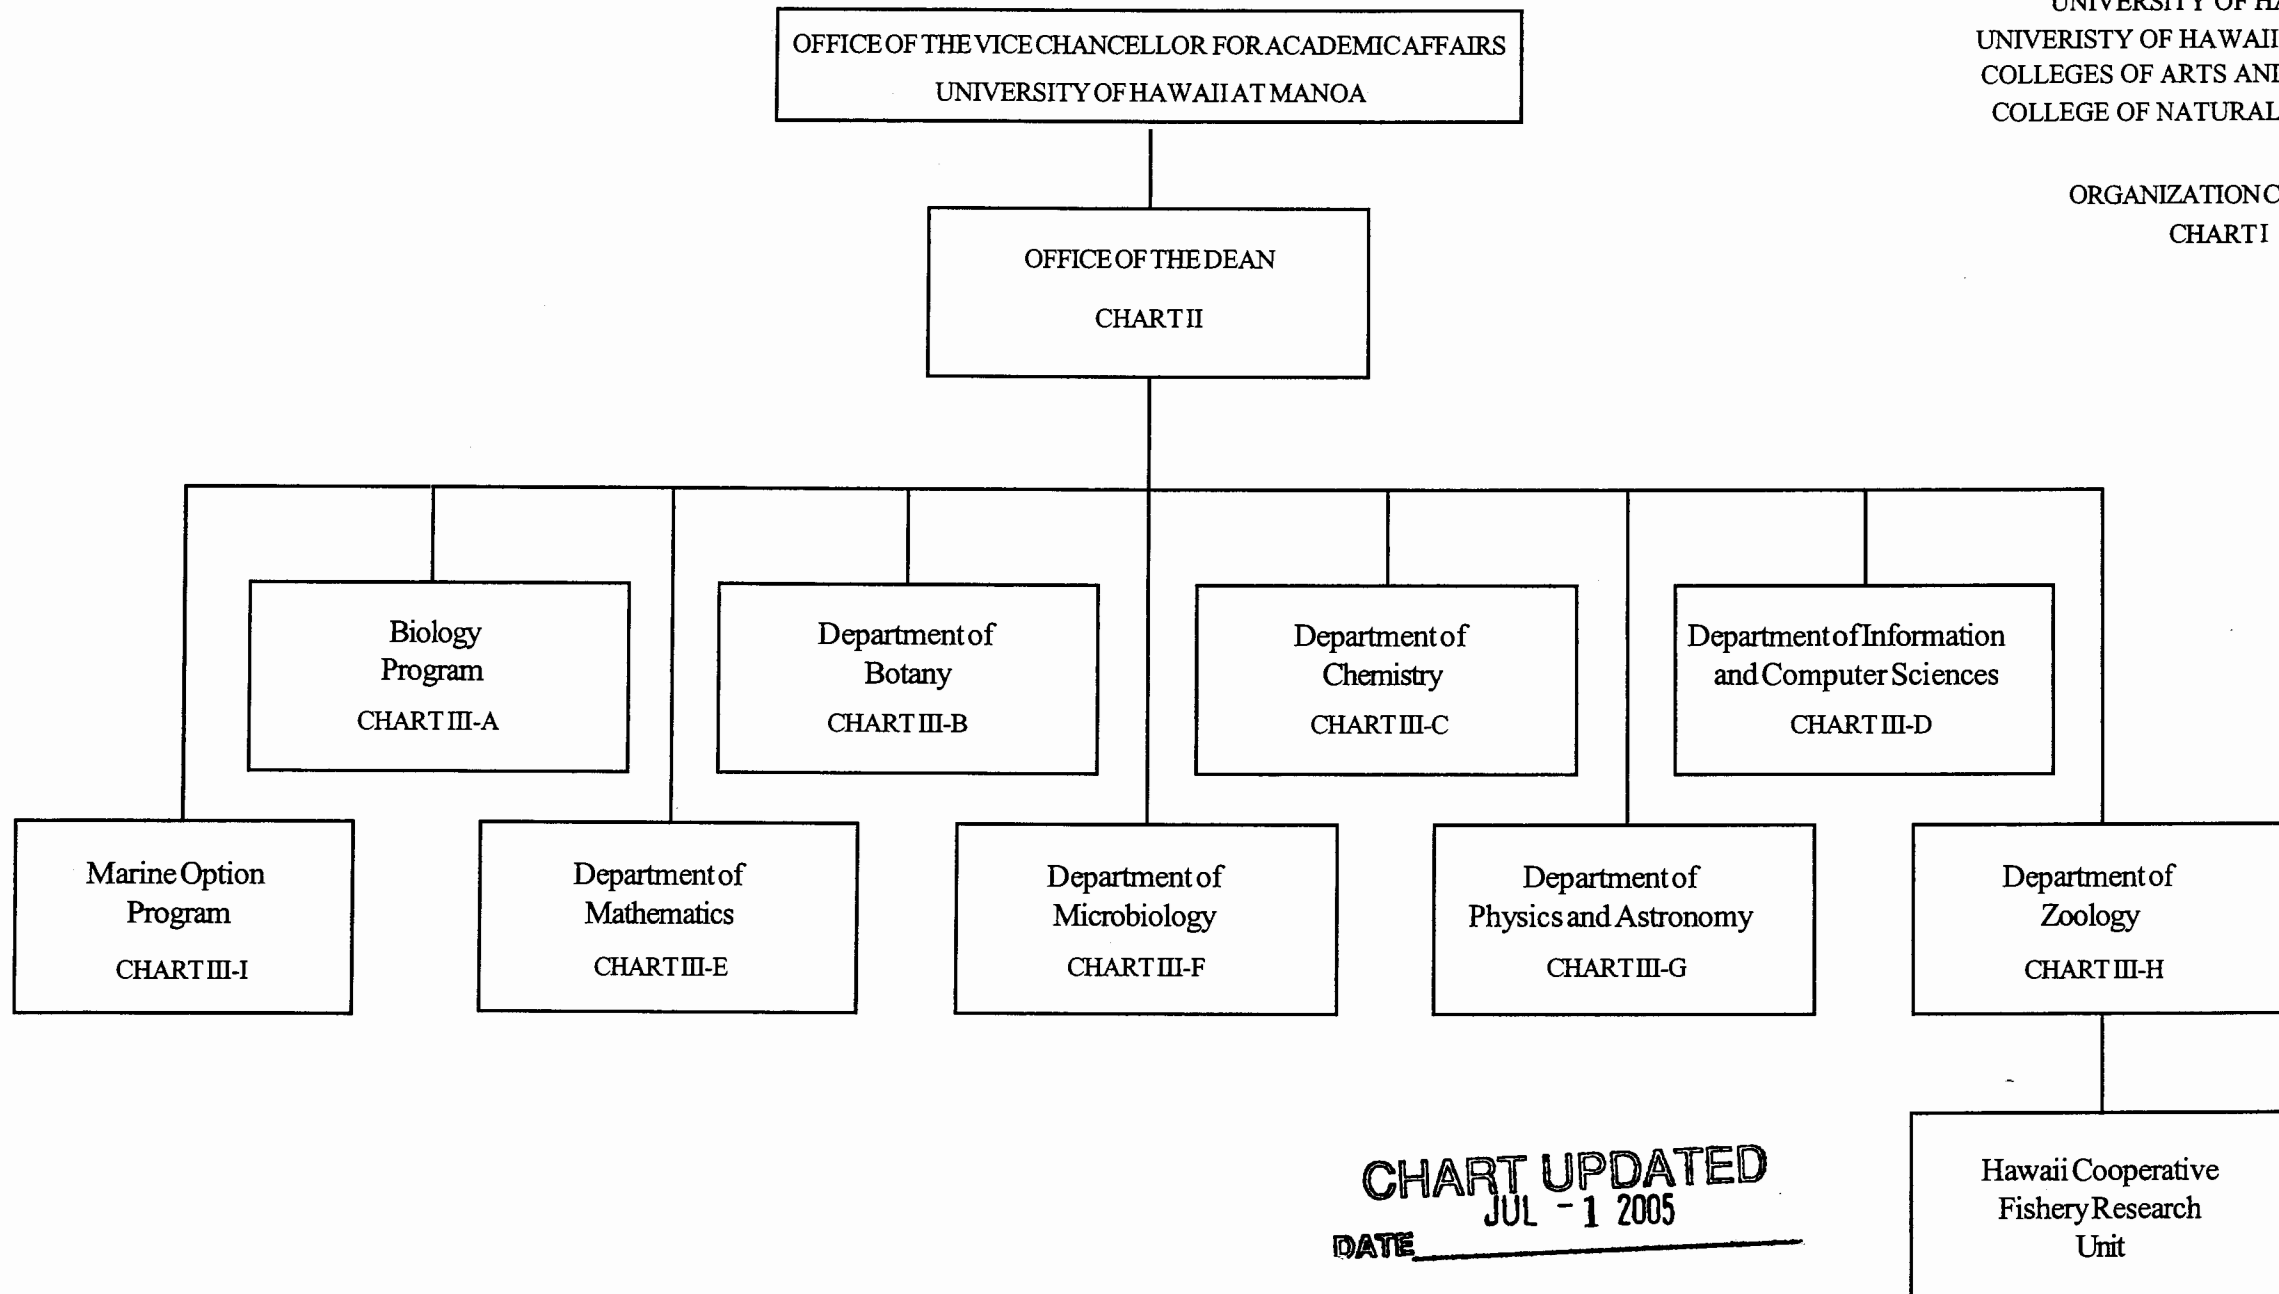 OFFICE OF THE VICE CHANCELLOR FOR ACADEMIC AFFAIRS
UNIVERSITY OF HAWAII AT MANOA
UNIVERSITY OF HA
UNIVERISTY OF HAWAII
COLLEGES OF ARTS AND
COLLEGE OF NATURAL
ORGANIZATION C
CHART I
OFFICE OF THE DEAN
CHART II
Biology
Program
CHART III-A
Department of
Botany
CHART III-B
Department of
Chemistry
CHART III-C
Department of Information
and Computer Sciences
CHART III-D
Marine Option
Program
CHART III-I
Department of
Mathematics
CHART III-E
Department of
Microbiology
CHART III-F
Department of
Physics and Astronomy
CHART III-G
Department of
Zoology
CHART III-H
Hawaii Cooperative
Fishery Research
Unit
CHART UPDATED
JUL - 1 2005
DATE